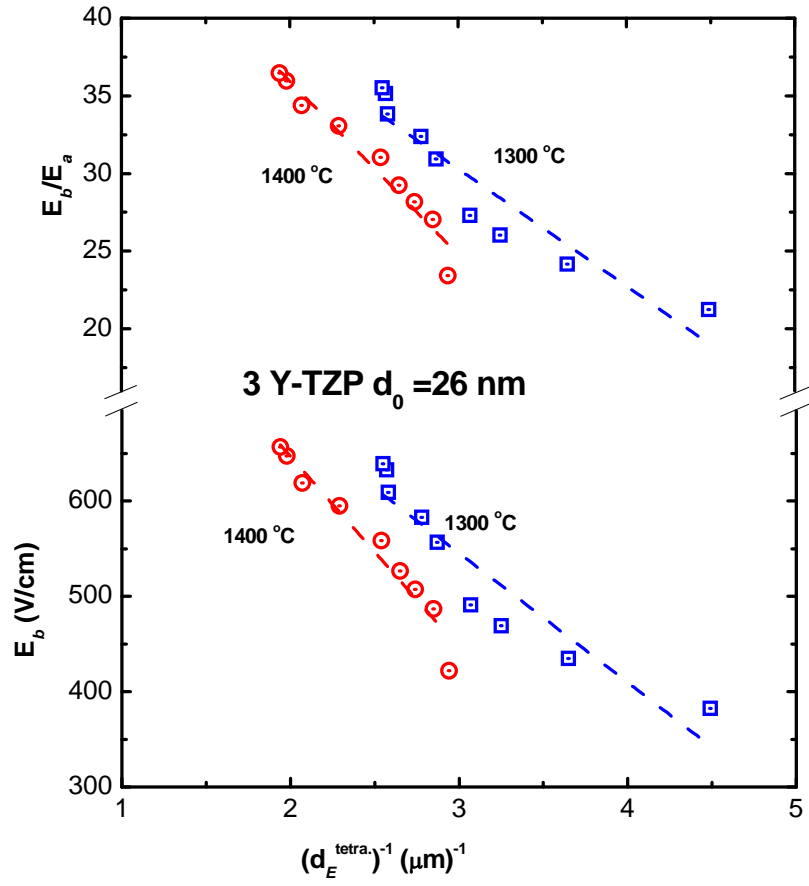 40
35
30
25
20
E_b/E_a
1400 °C
1300 °C
3 Y-TZP d_0 =26 nm
600
500
400
300
E_b (V/cm)
1400 °C
1300 °C
1 2 3 4 5
(d_E^tetra.)^-1 (μm)^-1